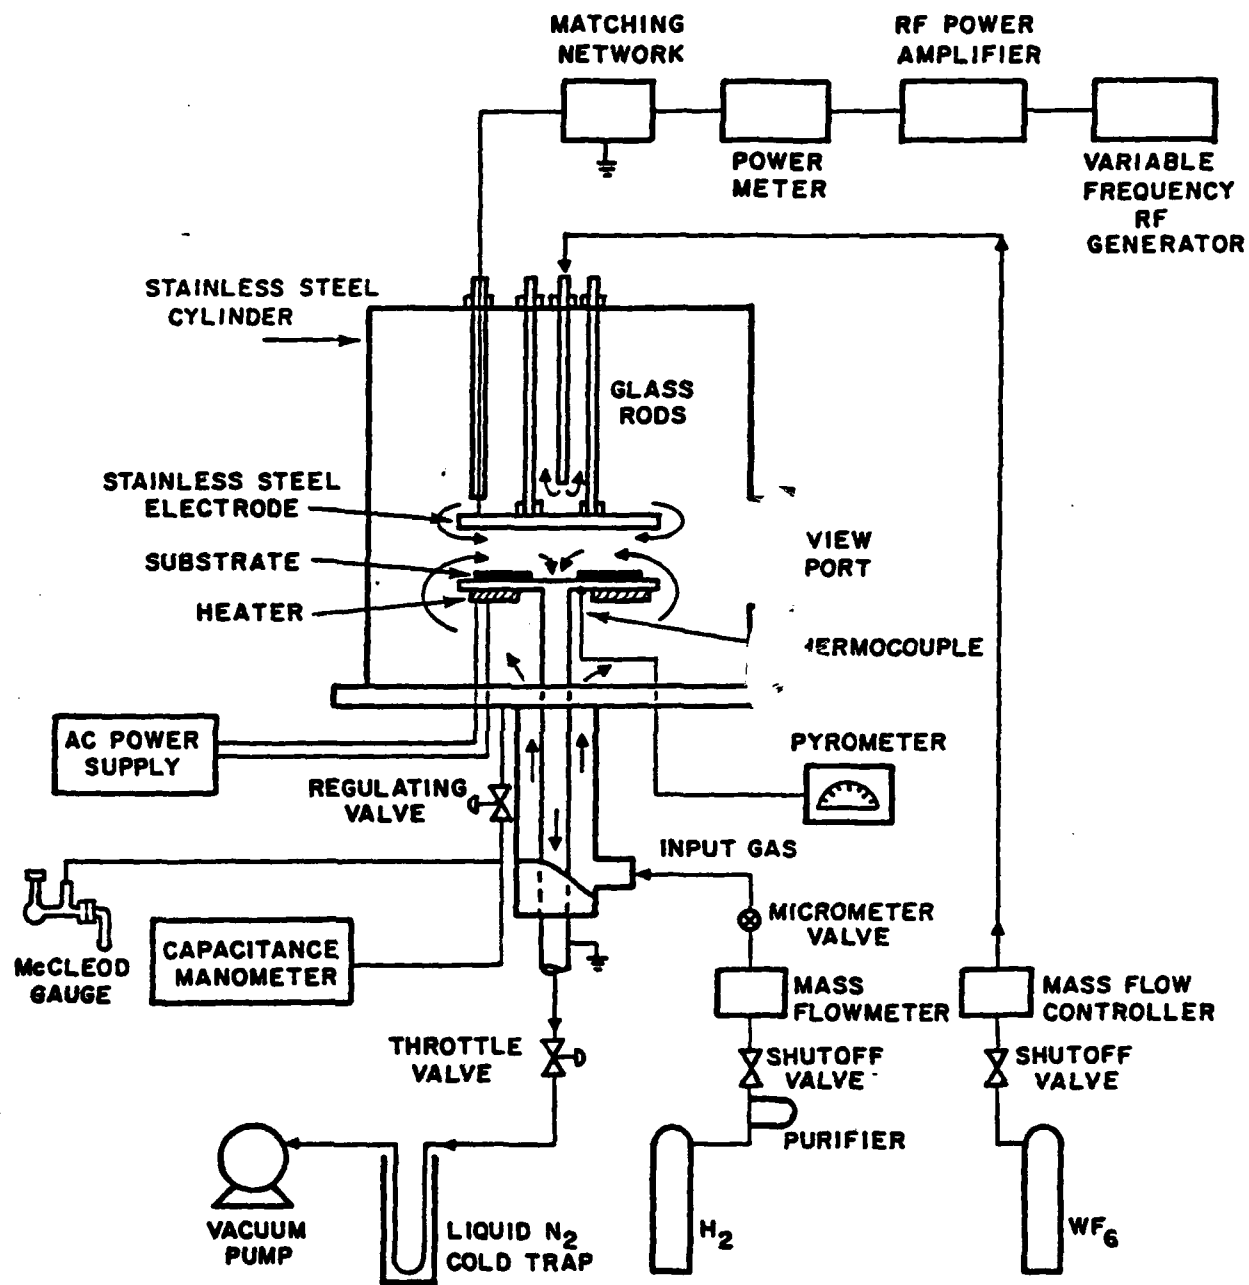 MATCHING
NETWORK
RF POWER
AMPLIFIER
POWER
METER
VARIABLE
FREQUENCY
RF
GENERATOR
STAINLESS STEEL
CYLINDER
GLASS
RODS
STAINLESS STEEL
ELECTRODE
VIEW
PORT
SUBSTRATE
HEATER
HERMOCOUPLE
AC POWER
SUPPLY
PYROMETER
REGULATING
VALVE
INPUT GAS
MICROMETER
VALVE
McCLEOD
GAUGE
CAPACITANCE
MANOMETER
MASS
FLOWMETER
MASS FLOW
CONTROLLER
THROTTLE
VALVE
SHUTOFF
VALVE
SHUTOFF
VALVE
PURIFIER
VACUUM
PUMP
LIQUID N2
COLD TRAP
H2
WF6